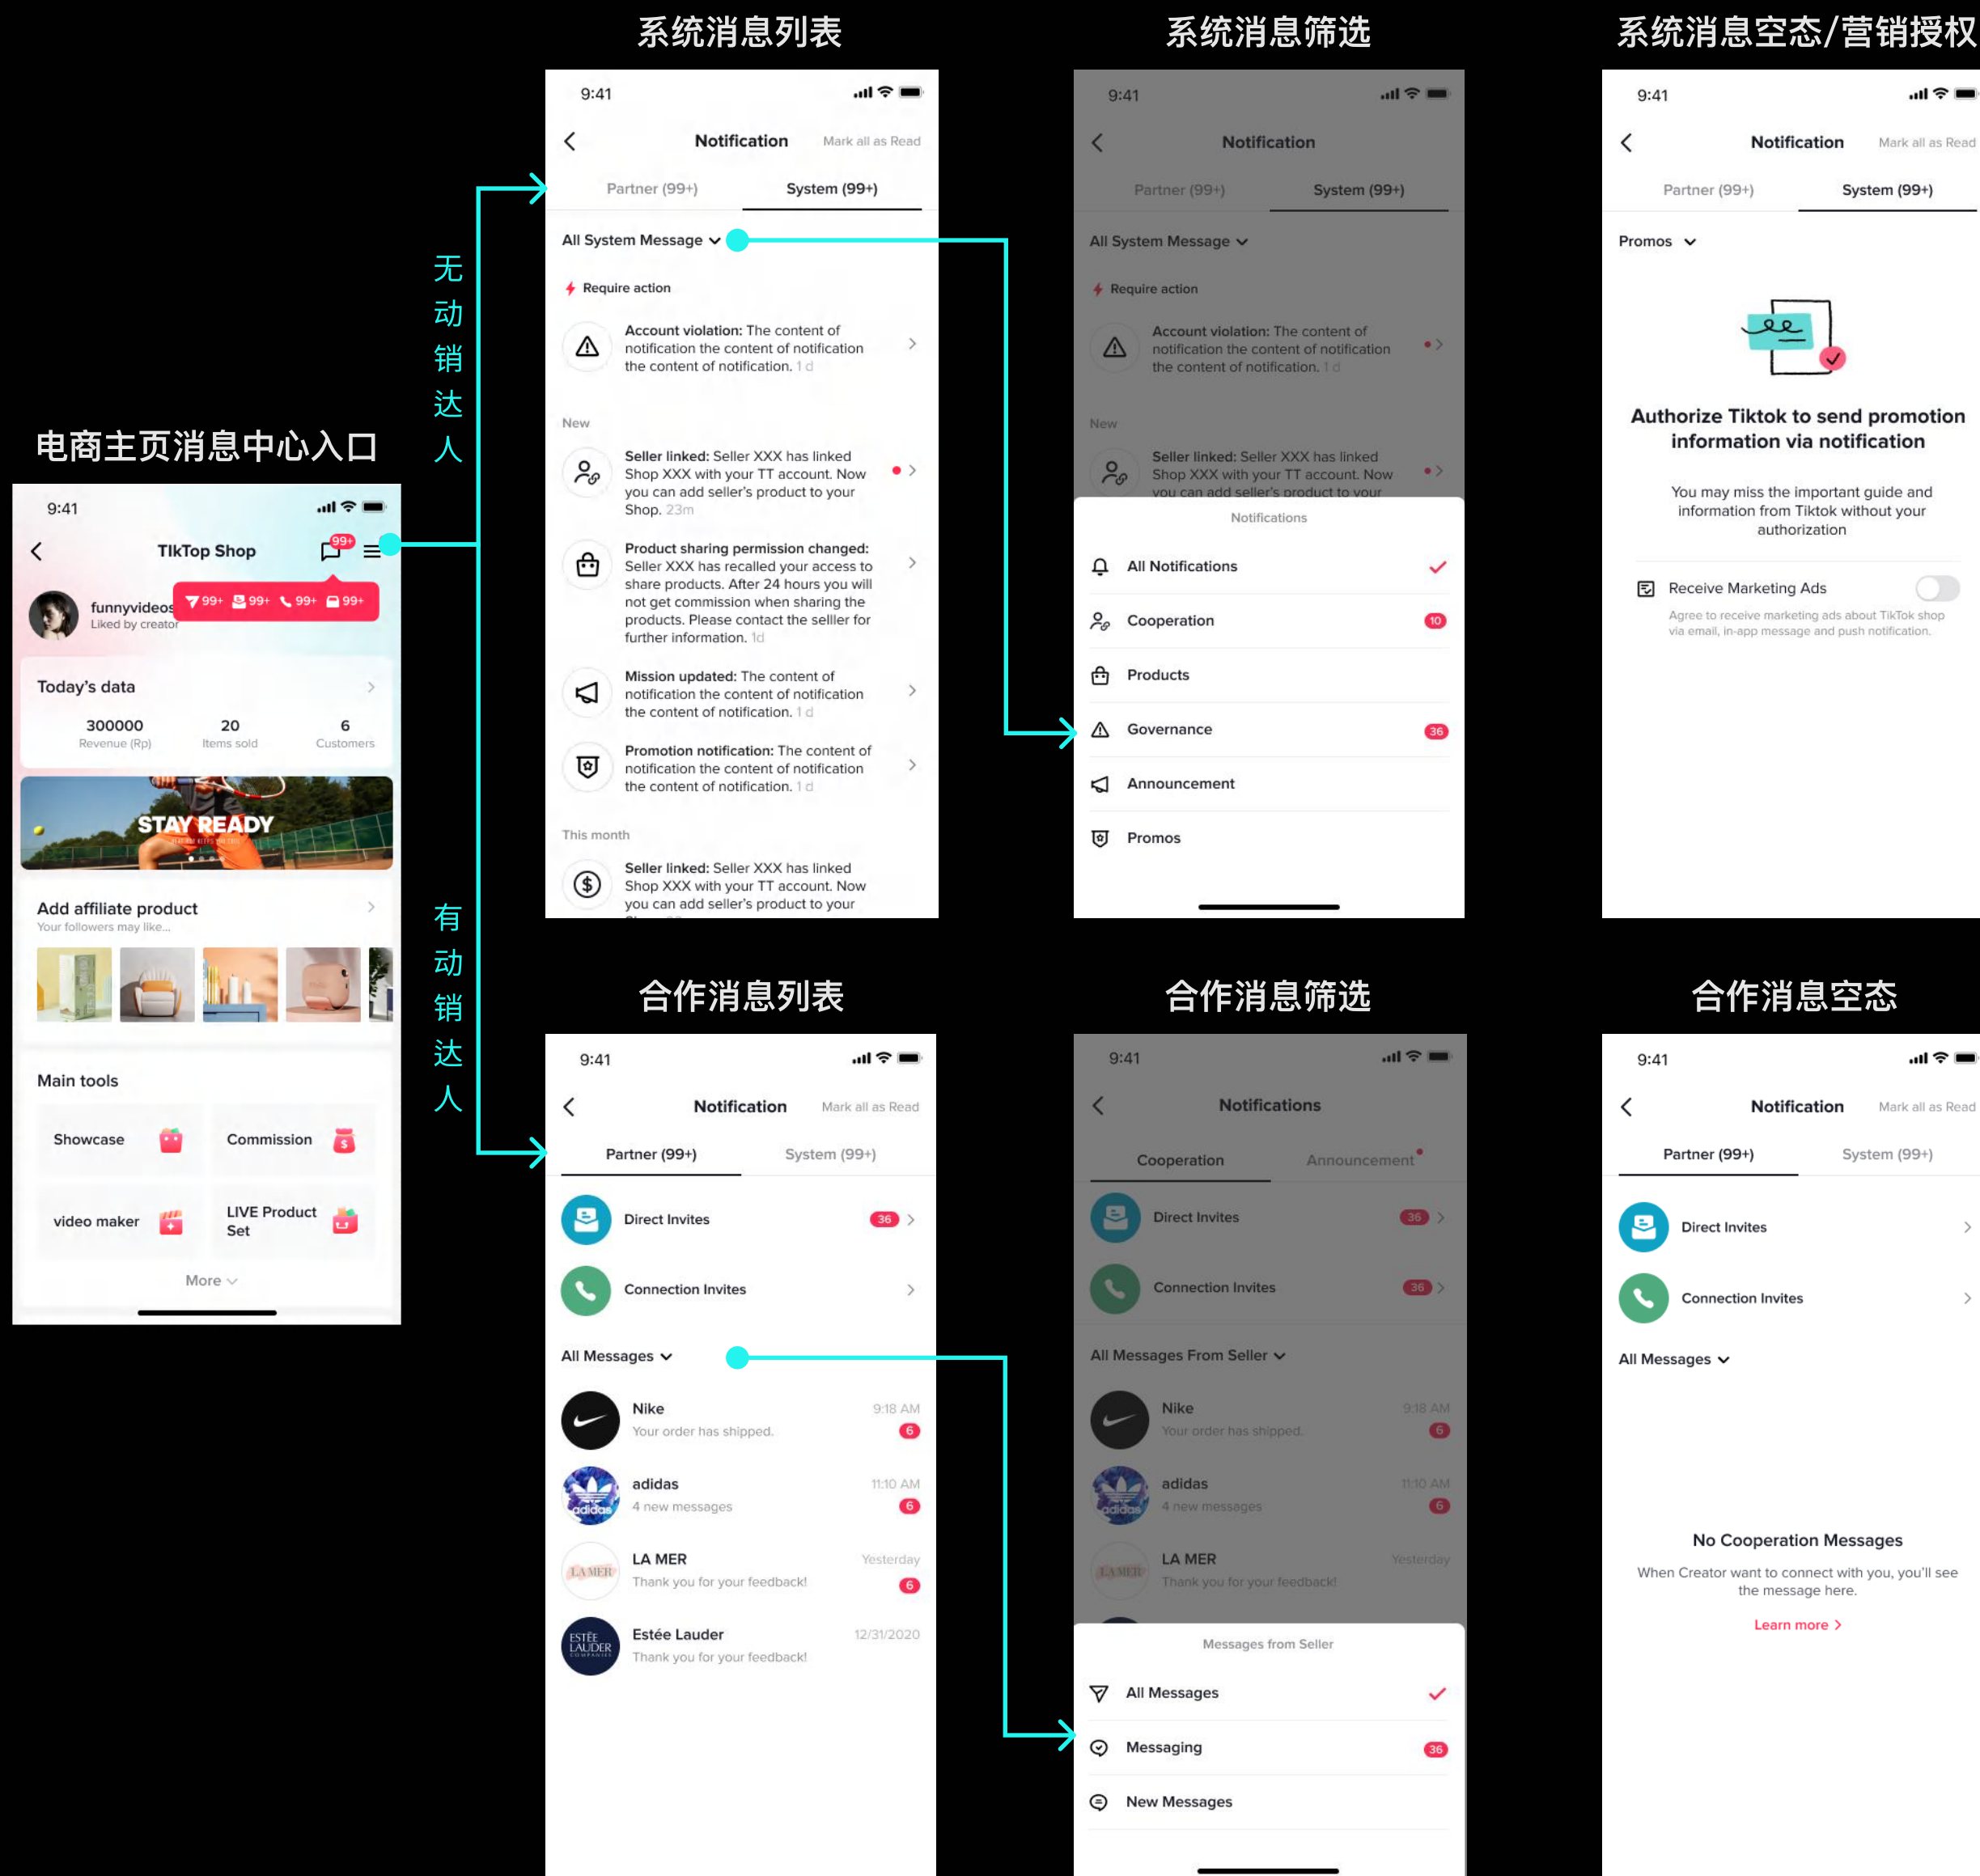 系统消息列表
系统消息筛选
系统消息空态/营销授权
电商主页消息中心入口
9:41
TIkTop Shop
99+
funnyvideos
Liked by creator
99+ 99+ 99+ 99+
Today's data
300000
20
6
Revenue (Rp)
Items sold
Customers
STAY READY
Add affiliate product
Your followers may like...
Main tools
Showcase
Commission
video maker
LIVE Product
Set
More
无动销达人
有动销达人
9:41
Notification
Mark all as Read
Partner (99+)
System (99+)
All System Message
Require action
Account violation: The content of
notification the content of notification
the content of notification. 1 d
New
Seller linked: Seller XXX has linked
Shop XXX with your TT account. Now
you can add seller's product to your
Shop. 23m
Product sharing permission changed:
Seller XXX has recalled your access to
share products. After 24 hours you will
not get commission when sharing the
products. Please contact the selller for
further information. 1d
Mission updated: The content of
notification the content of notification
the content of notification. 1 d
Promotion notification: The content of
notification the content of notification
the content of notification. 1 d
This month
Seller linked: Seller XXX has linked
Shop XXX with your TT account. Now
you can add seller's product to your
9:41
Notification
Partner (99+)
System (99+)
All System Message
Require action
Account violation: The content of
notification the content of notification
the content of notification. 1 d
New
Seller linked: Seller XXX has linked
Shop XXX with your TT account. Now
you can add seller's product to your
Notifications
All Notifications
Cooperation
10
Products
Governance
36
Announcement
Promos
9:41
Notification
Mark all as Read
Partner (99+)
System (99+)
Promos
Authorize Tiktok to send promotion
information via notification
You may miss the important guide and
information from Tiktok without your
authorization
Receive Marketing Ads
Agree to receive marketing ads about TikTok shop
via email, in-app message and push notification.
合作消息列表
合作消息筛选
合作消息空态
9:41
Notification
Mark all as Read
Partner (99+)
System (99+)
Direct Invites
36
Connection Invites
All Messages
Nike
9:18 AM
Your order has shipped.
6
adidas
adidas
11:10 AM
4 new messages
6
LA MER
LA MER
Yesterday
Thank you for your feedback!
6
ESTĒE
LAUDER
COMPANIES
Estée Lauder
12/31/2020
Thank you for your feedback!
9:41
Notifications
Cooperation
Announcement
Direct Invites
36
Connection Invites
36
All Messages From Seller
Nike
9:18 AM
Your order has shipped.
6
adidas
adidas
11:10 AM
4 new messages
6
LA MER
LA MER
Yesterday
Thank you for your feedback!
Messages from Seller
All Messages
Messaging
36
New Messages
9:41
Notification
Mark all as Read
Partner (99+)
System (99+)
Direct Invites
Connection Invites
All Messages
No Cooperation Messages
When Creator want to connect with you, you'll see
the message here.
Learn more